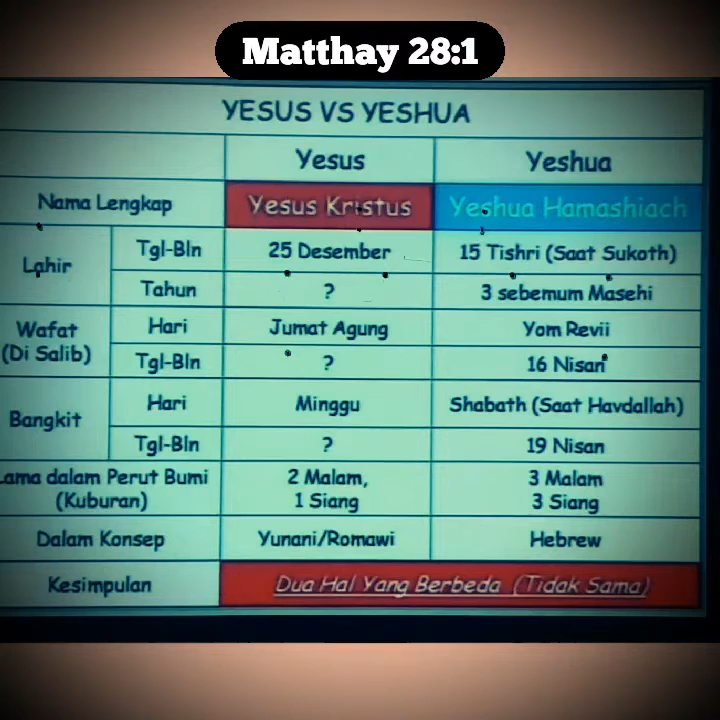 Matthay 28:1
YESUS VS YESHUA
Yesus Yeshua
Nama Lengkap Yesus Kristus Yeshua Hamashiach
Lahir Tgl-Bln 25 Desember 15 Tishri (Saat Sukoth)
Tahun ? 3 sebemum Masehi
Wafat (Di Salib) Hari Jumat Agung Yom Revii
Tgl-Bln ? 16 Nisan
Bangkit Hari Minggu Shabath (Saat Havdallah)
Tgl-Bln ? 19 Nisan
Lama dalam Perut Bumi (Kuburan) 2 Malam, 1 Siang 3 Malam 3 Siang
Dalam Konsep Yunani/Romawi Hebrew
Kesimpulan Dua Hal Yang Berbeda (Tidak Sama)